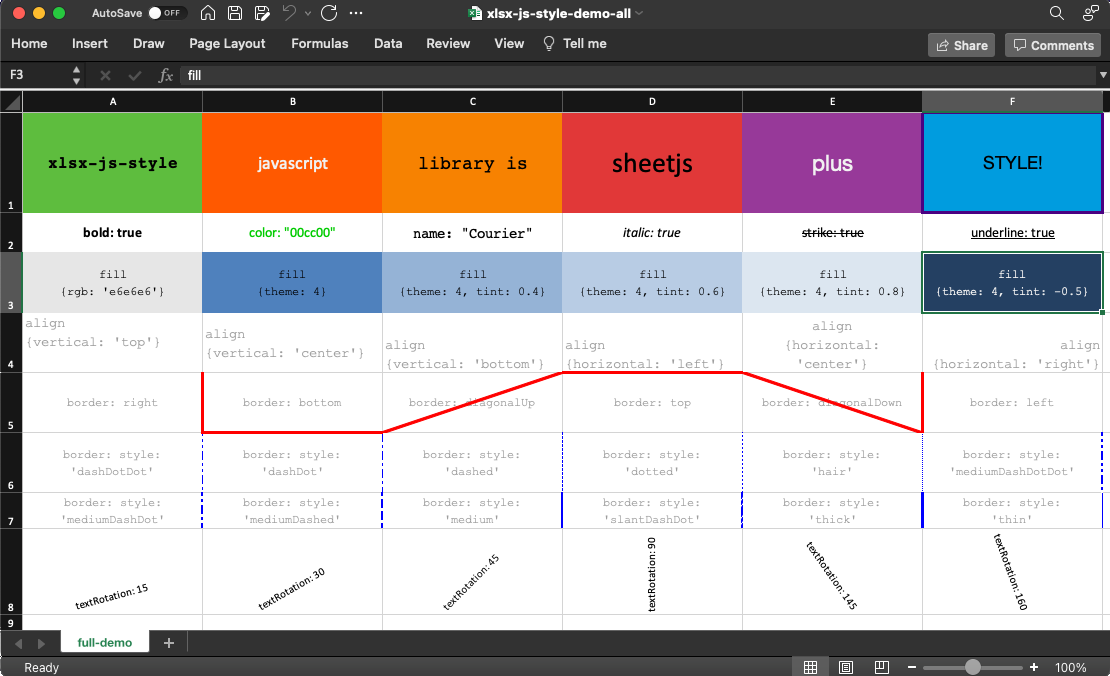 AutoSave OFF xlsx-js-style-demo-all
Home Insert Draw Page Layout Formulas Data Review View Tell me Share Comments
F3 fx fill
A B C D E F
1 xlsx-js-style javascript library is sheetjs plus STYLE!
2 bold: true color: "00cc00" name: "Courier" italic: true strike: true underline: true
3 fill fill fill fill fill fill
{rgb: 'e6e6e6'} {theme: 4} {theme: 4, tint: 0.4} {theme: 4, tint: 0.6} {theme: 4, tint: 0.8} {theme: 4, tint: -0.5}
4 align align align align align align
{vertical: 'top'} {vertical: 'center'} {vertical: 'bottom'} {horizontal: 'left'} {horizontal: {horizontal: 'right'}
'center'}
5 border: right border: bottom border: diagonalUp border: top border: diagonalDown border: left
6 border: style: border: style: border: style: border: style: border: style: border: style:
'dashDotDot' 'dashDot' 'dashed' 'dotted' 'hair' 'mediumDashDotDot'
7 border: style: border: style: border: style: border: style: border: style: border: style:
'mediumDashDot' 'mediumDashed' 'medium' 'slantDashDot' 'thick' 'thin'
8 textRotation: 15 textRotation: 30 textRotation: 45 textRotation: 90 textRotation: 145 textRotation: 160
9
full-demo +
Ready 100%